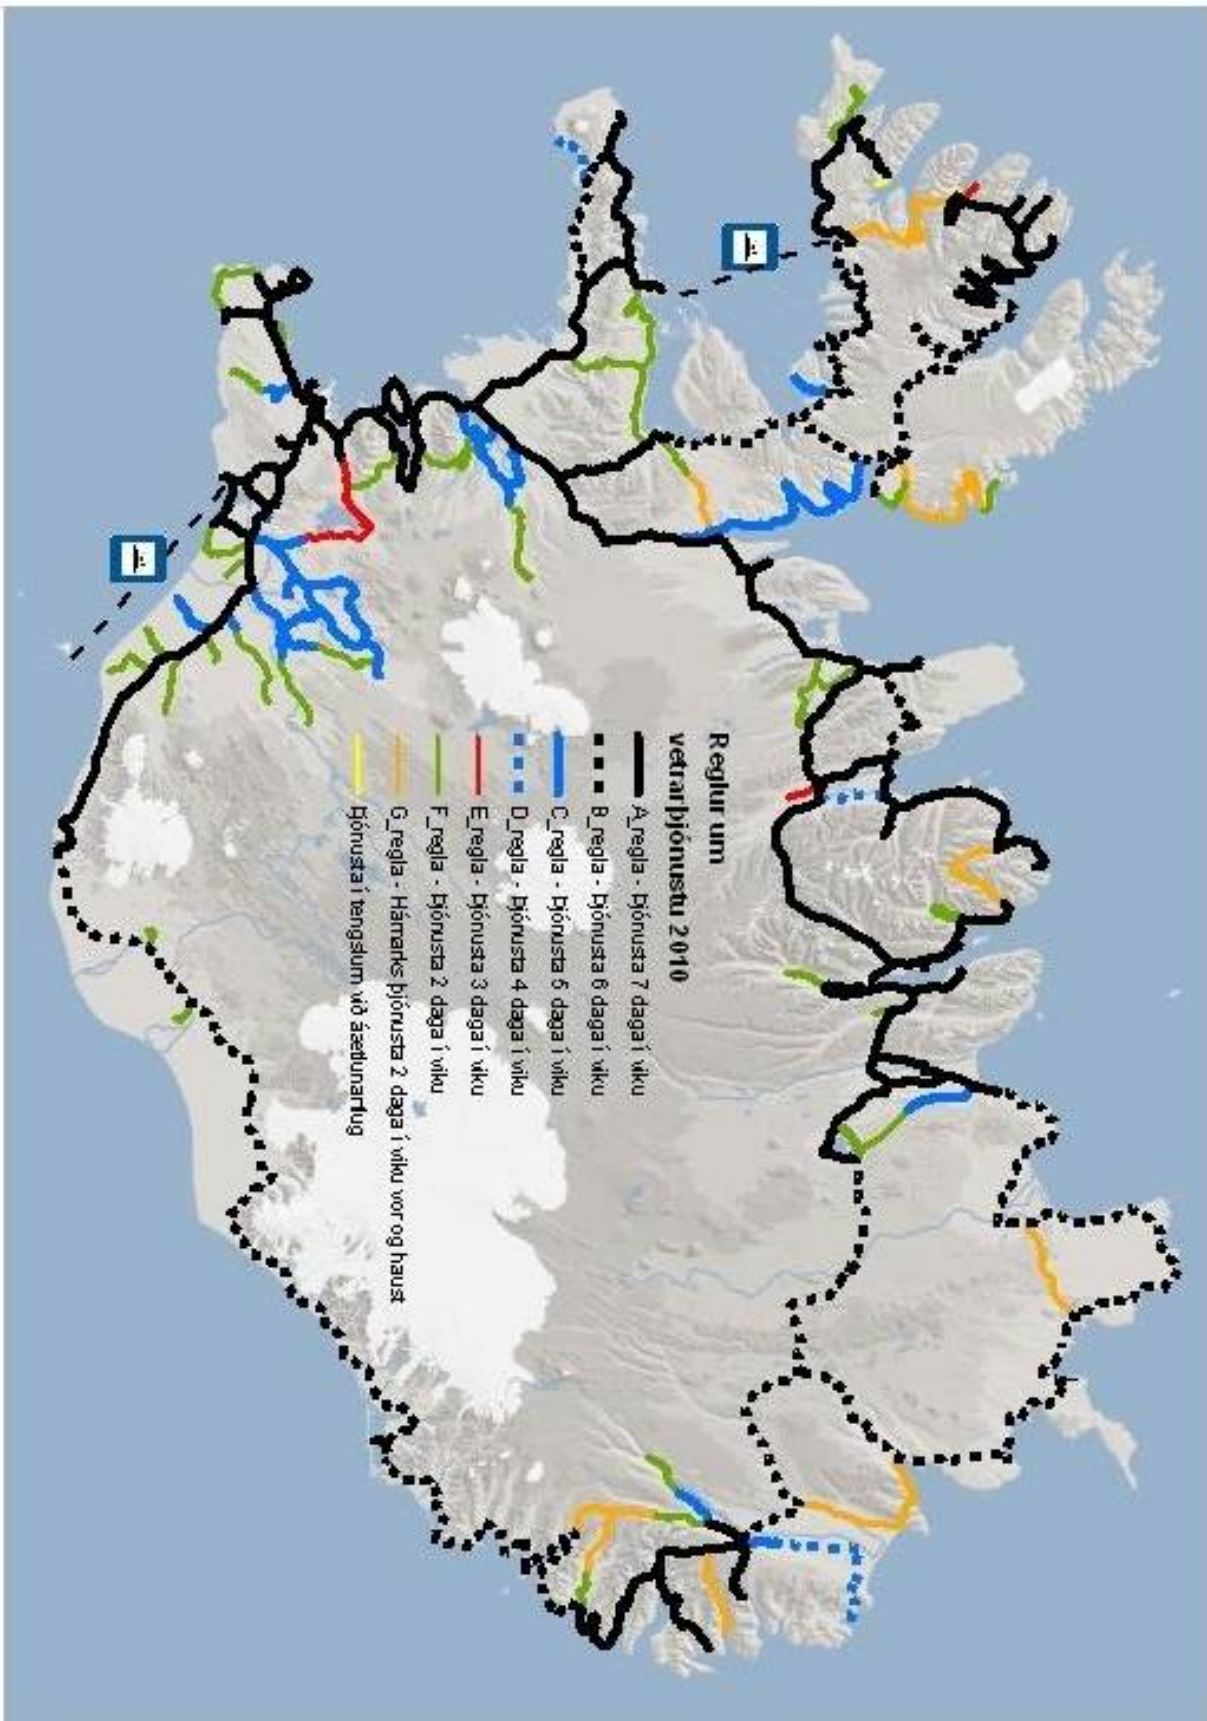 Reglur um
vetrarþjónustu 2010
A_regla - Þjónusta 7 daga í viku
B_regla - Þjónusta 6 daga í viku
C_regla - Þjónusta 5 daga í viku
D_regla - Þjónusta 4 daga í viku
E_regla - Þjónusta 3 daga í viku
F_regla - Þjónusta 2 daga í viku
G_regla - Hámarks þjónusta 2 daga í viku vor og haust
Þjónusta í tengslum við áætlunarflug